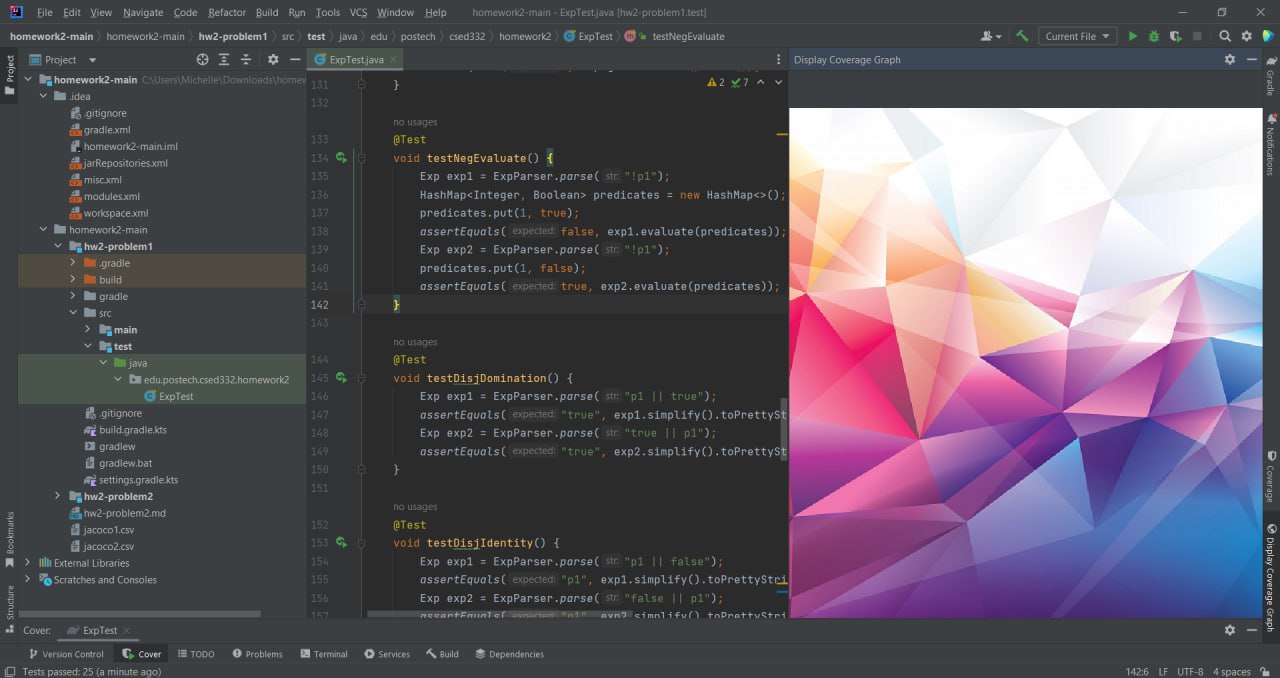 File Edit View Navigate Code Refactor Build Run Tools VCS Window Help homework2-main - ExpTest.java [hw2-problem1.test]
homework2-main homework2-main hw2-problem1 src test java edu postech csed332 homework2 ExpTest testNegEvaluate Current File
Project
Project
homework2-main C:\Users\Michelle\Downloads\homew
.idea
.gitignore
gradle.xml
homework2-main.iml
jarRepositories.xml
misc.xml
modules.xml
workspace.xml
homework2-main
hw2-problem1
.gradle
build
gradle
src
main
test
java
edu.postech.csed332.homework2
ExpTest
.gitignore
build.gradle.kts
gradlew
gradlew.bat
settings.gradle.kts
hw2-problem2
hw2-problem2.md
jacoco1.csv
jacoco2.csv
External Libraries
Scratches and Consoles
Bookmarks
Structure
ExpTest.java
2 7
131 }
132
no usages
133 @Test
134 void testNegEvaluate() {
135 Exp exp1 = ExpParser.parse( str: "!p1");
136 HashMap<Integer, Boolean> predicates = new HashMap<>();
137 predicates.put(1, true);
138 assertEquals( expected: false, exp1.evaluate(predicates));
139 Exp exp2 = ExpParser.parse( str: "!p1");
140 predicates.put(1, false);
141 assertEquals( expected: true, exp2.evaluate(predicates));
142 }
143
no usages
144 @Test
145 void testDisjDomination() {
146 Exp exp1 = ExpParser.parse( str: "p1 || true");
147 assertEquals( expected: "true", exp1.simplify().toPrettySt
148 Exp exp2 = ExpParser.parse( str: "true || p1");
149 assertEquals( expected: "true", exp2.simplify().toPrettySt
150 }
151
no usages
152 @Test
153 void testDisjIdentity() {
154 Exp exp1 = ExpParser.parse( str: "p1 || false");
155 assertEquals( expected: "p1", exp1.simplify().toPrettyStri
156 Exp exp2 = ExpParser.parse( str: "false || p1");
157 assertEquals( expected: "p1", exp2.simplify().toPrettyStri
Display Coverage Graph
Gradle
Notifications
Coverage
Display Coverage Graph
Cover: ExpTest
Version Control Cover TODO Problems Terminal Services Build Dependencies
Tests passed: 25 (a minute ago) 142:6 LF UTF-8 4 spaces